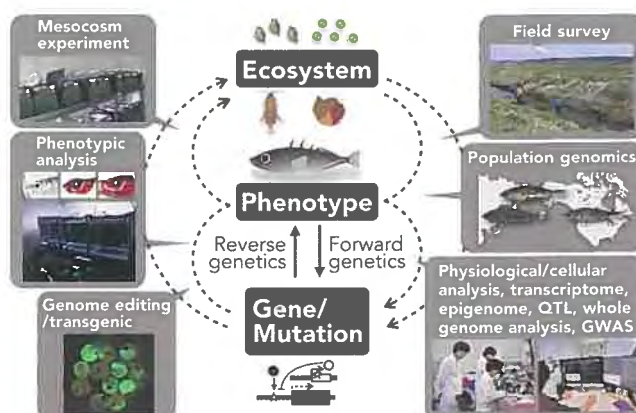 Mesocosm
experiment
Ecosystem
Field survey
Phenotypic
analysis
Population genomics
Phenotype
Reverse
genetics
Forward
genetics
Genome editing
/transgenic
Gene/
Mutation
Physiological/cellular
analysis, transcriptome,
epigenome, QTL, whole
genome analysis, GWAS